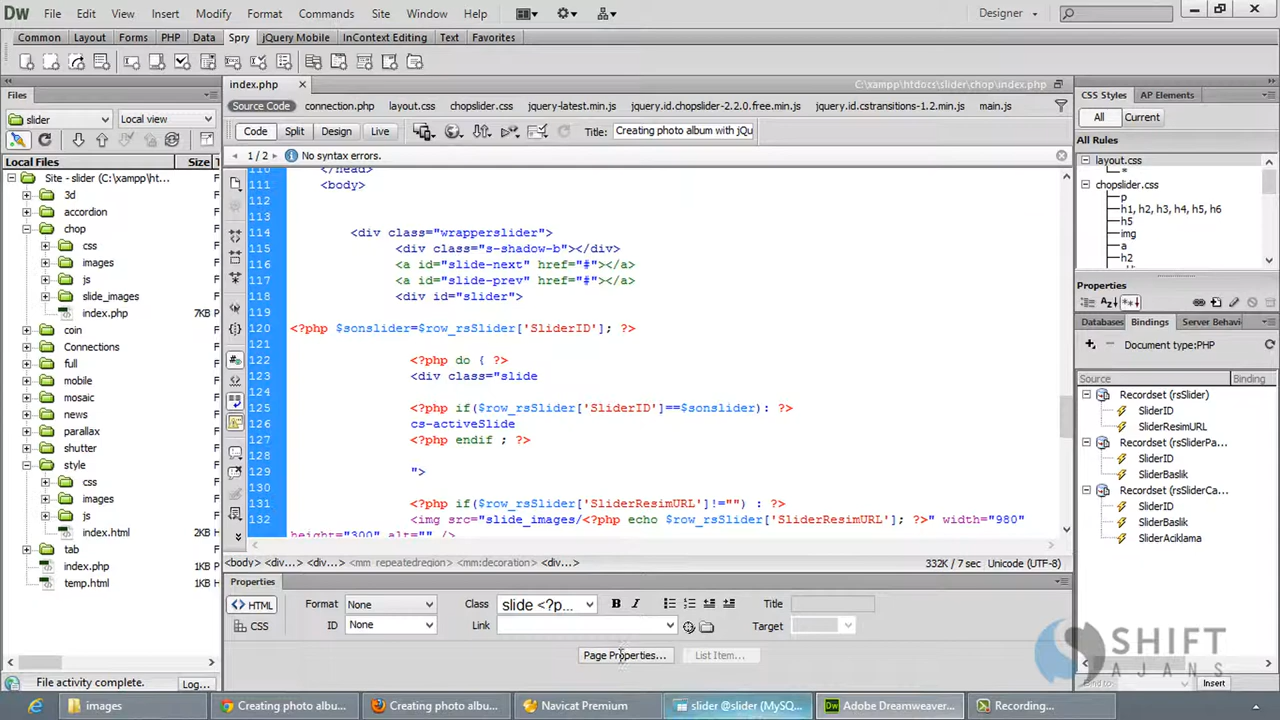 Dw File Edit View Insert Modify Format Commands Site Window Help Designer
Common Layout Forms PHP Data Spry jQuery Mobile InContext Editing Text Favorites
Files
slider Local view
Local Files Size
Site - slider (C:\xampp\ht... F
3d F
accordion F
chop F
css F
images F
js F
slide_images F
index.php 7KB P
coin F
Connections F
full F
mobile F
mosaic F
news F
parallax F
shutter F
style F
css F
images F
js F
index.html 2KB C
tab F
index.php 1KB P
temp.html 1KB C
File activity complete. Log...
index.php C:\xampp\htdocs\slider\chop\index.php
Source Code connection.php layout.css chopslider.css jquery-latest.min.js jquery.id.chopslider-2.2.0.free.min.js jquery.id.cstransitions-1.2.min.js main.js
Code Split Design Live Title: Creating photo album with jQu
1 / 2 No syntax errors.
110 </head>
111 <body>
112
113
114 <div class="wrapperslider">
115 <div class="s-shadow-b"></div>
116 <a id="slide-next" href="#"></a>
117 <a id="slide-prev" href="#"></a>
118 <div id="slider">
119
120 <?php $sonslider=$row_rsSlider['SliderID']; ?>
121
122 <?php do { ?>
123 <div class="slide
124
125 <?php if($row_rsSlider['SliderID']==$sonslider): ?>
126 cs-activeSlide
127 <?php endif ; ?>
128
129 ">
130
131 <?php if($row_rsSlider['SliderResimURL']!="") : ?>
132 <img src="slide_images/<?php echo $row_rsSlider['SliderResimURL']; ?>" width="980"
height="300" alt="" />
<body> <div...> <div...> <mm:repeatedregion> <mm:decoration> <div...> 332K / 7 sec Unicode (UTF-8)
Properties
<> HTML Format None Class slide <?p... B I Title
CSS ID None Link Target
Page Properties... List Item...
CSS Styles AP Elements
All Current
All Rules
layout.css
*
chopslider.css
p
h1, h2, h3, h4, h5, h6
h5
img
a
h2
Properties
Databases Bindings Server Behavi
Document type:PHP
Source Binding
Recordset (rsSlider)
SliderID
SliderResimURL
Recordset (rsSliderPa...
SliderID
SliderBaslik
Recordset (rsSliderCa...
SliderID
SliderBaslik
SliderAciklama
SHIFT
AJANS
Bind to: Insert
images Creating photo album... Creating photo albu... Navicat Premium slider @slider (MySQ... Adobe Dreamweaver... Recording...